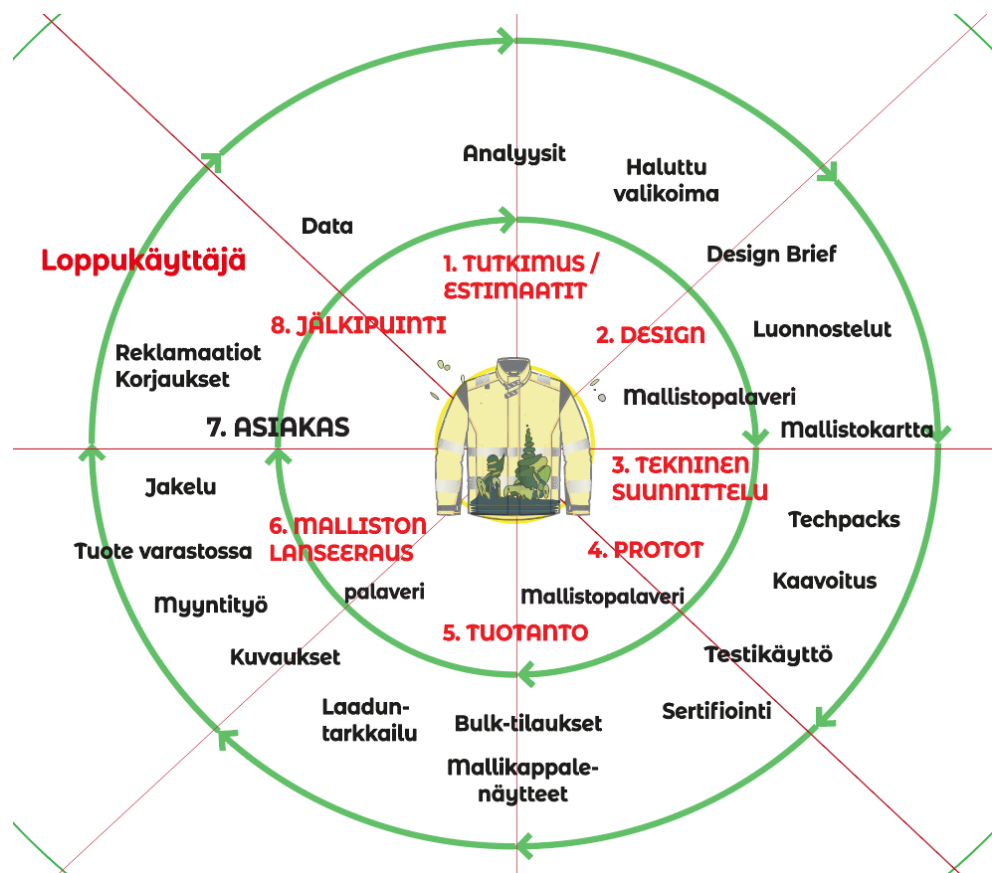 Analyysit
Haluttu
valikoima
Data
Design Brief
Loppukäyttäjä
1. TUTKIMUS /
ESTIMAATIT
8. JÄLKIPUINTI
2. DESIGN
Luonnostelut
Reklamaatiot
Korjaukset
Mallistopalaveri
7. ASIAKAS
Mallistokartta
3. TEKNINEN
SUUNNITTELU
Jakelu
Techpacks
6. MALLISTON
LANSEERAUS
4. PROTOT
Tuote varastossa
Kaavoitus
palaveri
Mallistopalaveri
Myyntityö
5. TUOTANTO
Kuvaukset
Testikäyttö
Laadun-
tarkkailu
Bulk-tilaukset
Sertifiointi
Mallikappale-
näytteet